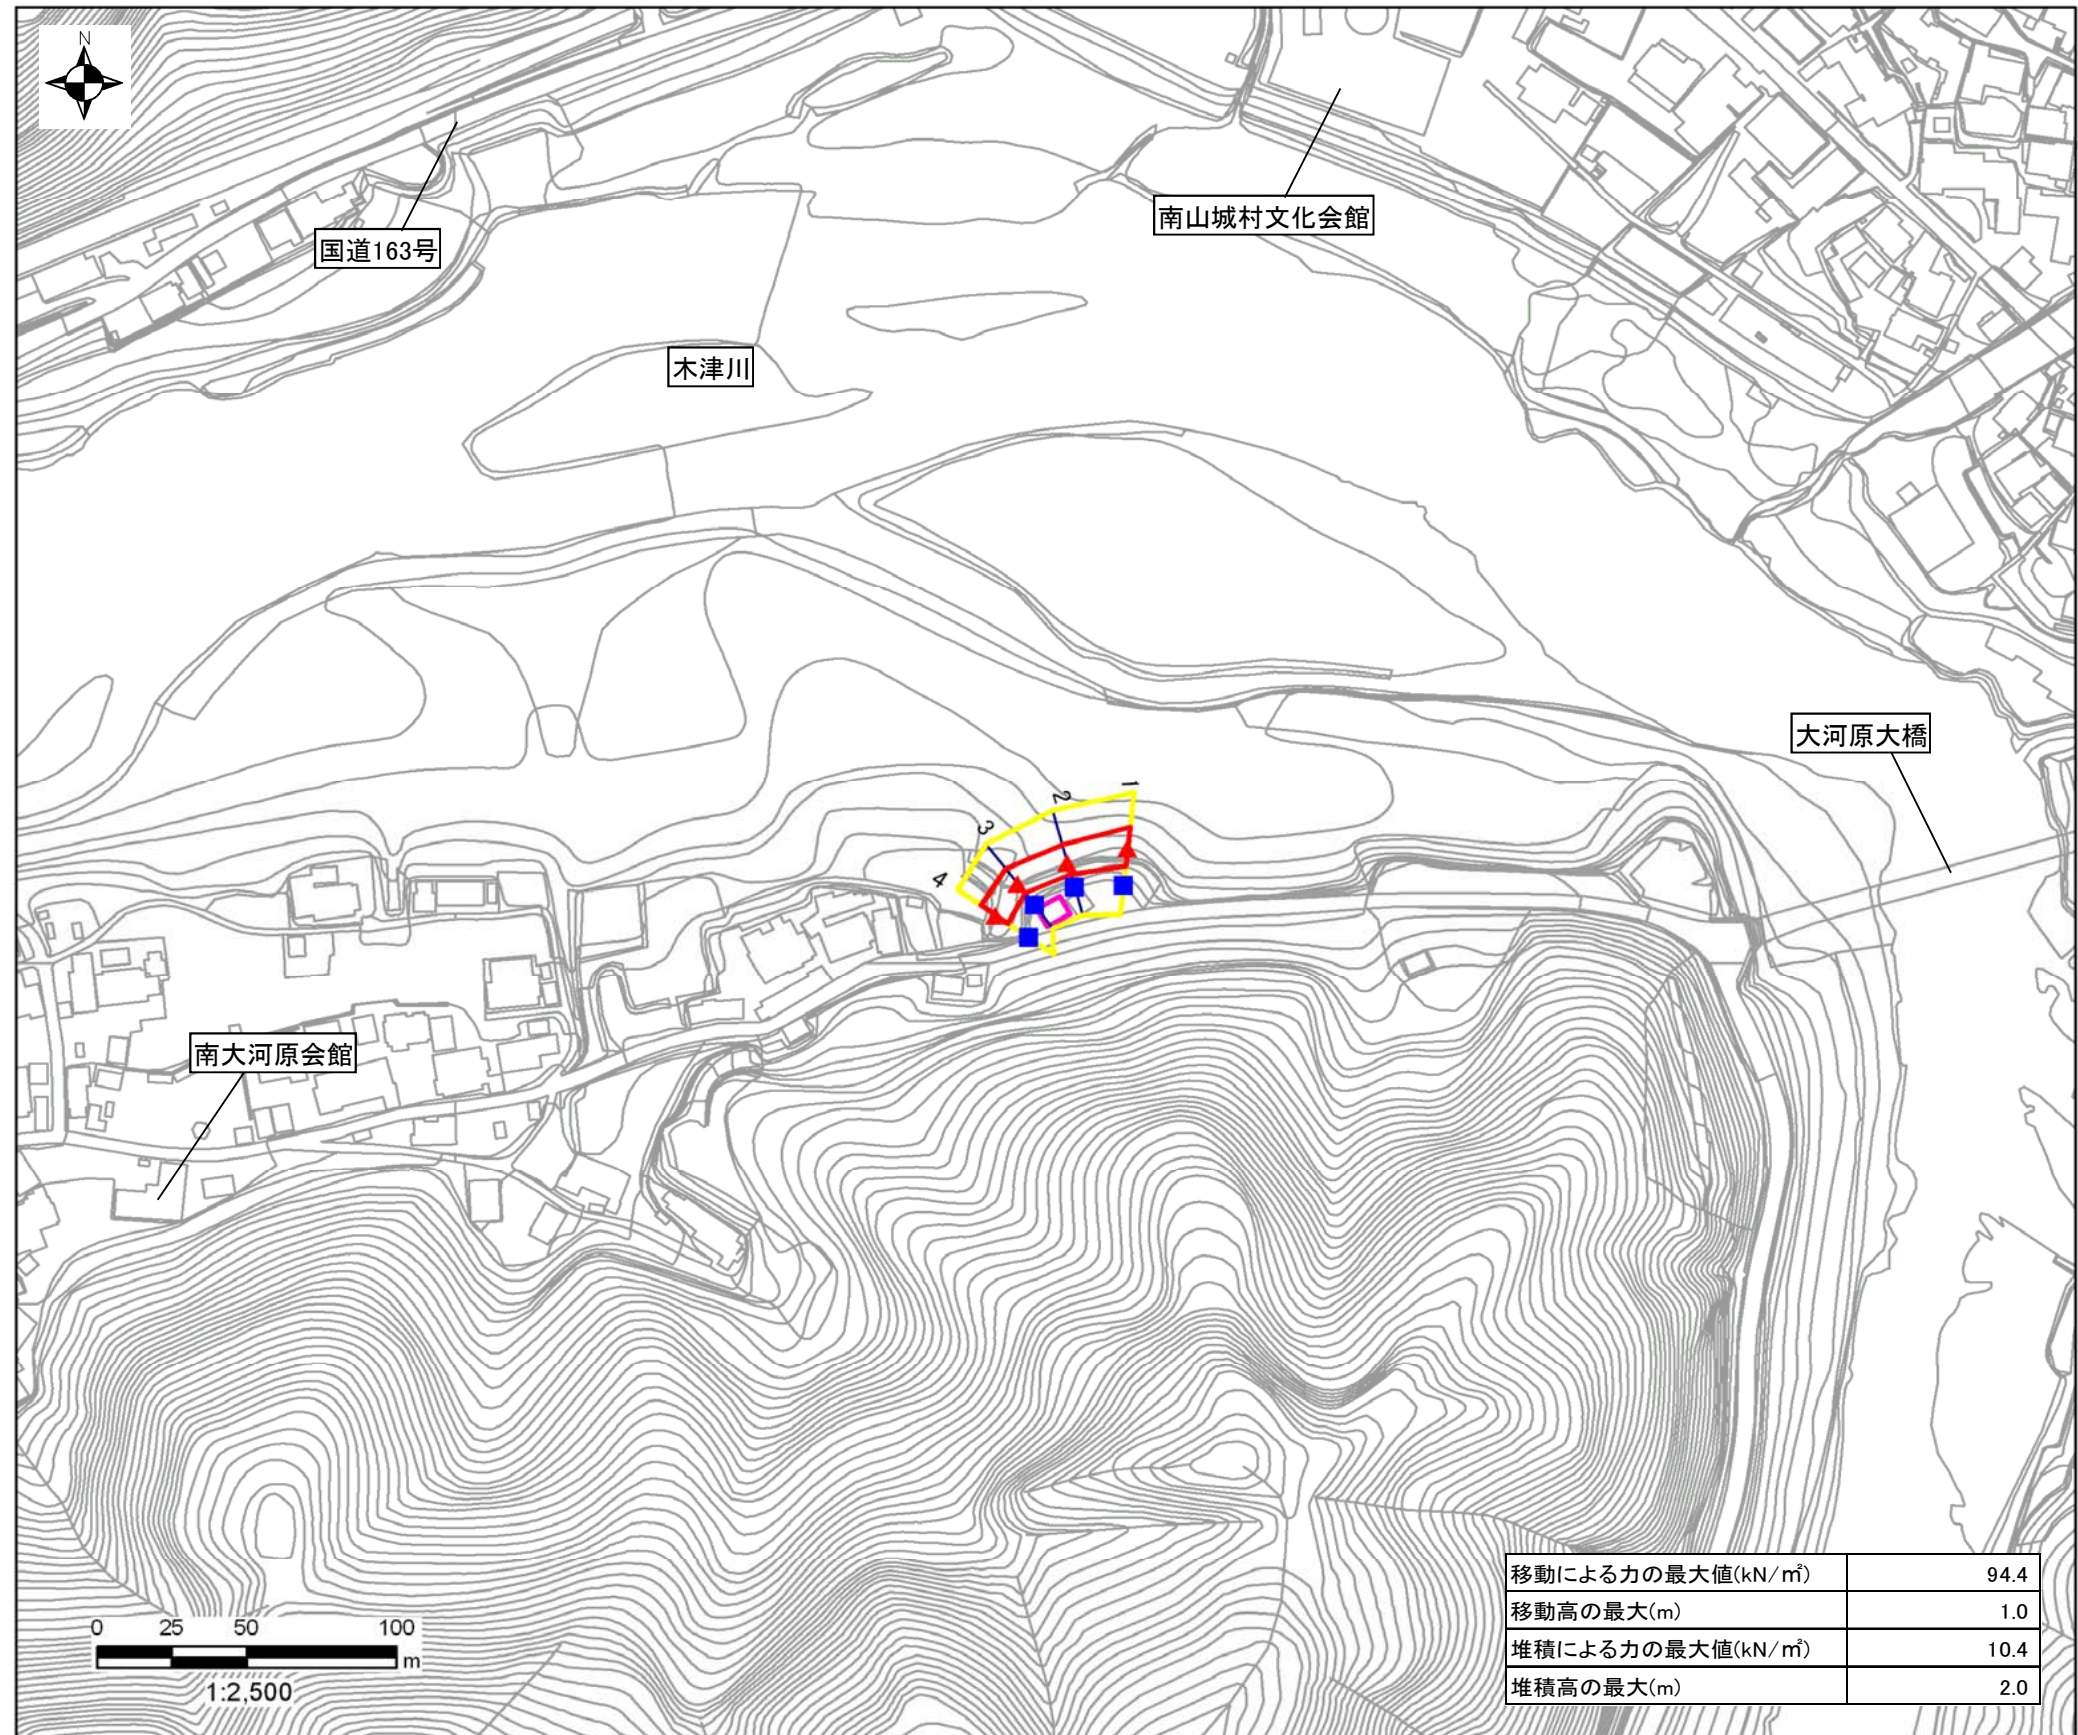 N
国道163号
南山城村文化会館
木津川
大河原大橋
1
2
3
4
南大河原会館
移動による力の最大値(kN/㎡) 94.4
移動高の最大(m) 1.0
堆積による力の最大値(kN/㎡) 10.4
堆積高の最大(m) 2.0
0 25 50 100
m
1:2,500